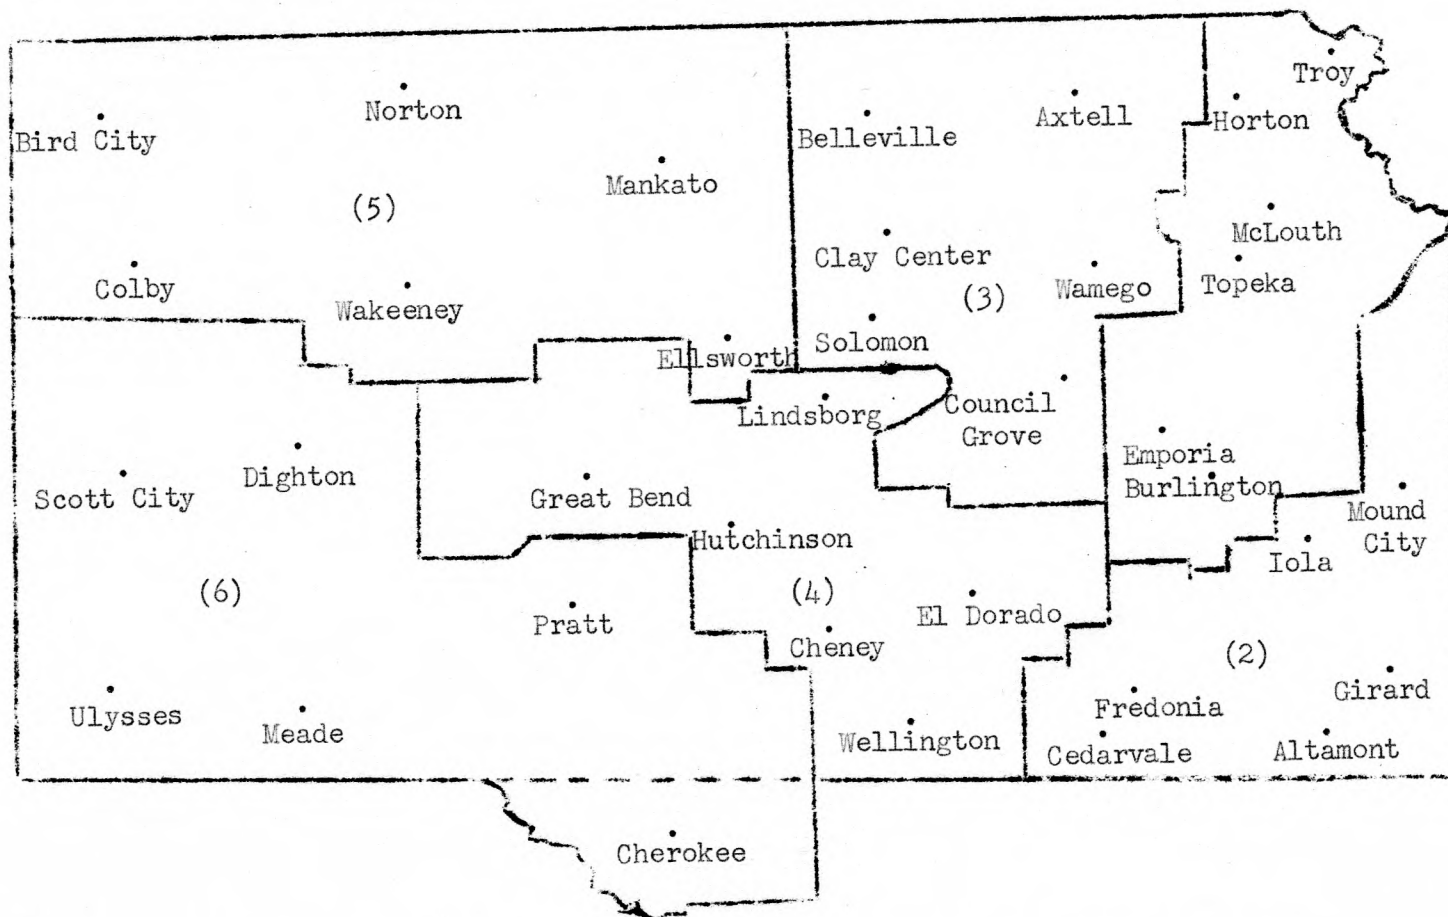 Troy
Norton
Axtell
Horton
Bird City
Belleville
Mankato
(5)
McLouth
Clay Center
Colby
Wakeeney
(3)
Wamego
Topeka
Ellsworth
Solomon
Lindsborg
Council
Grove
Emporia
Burlington
Scott City
Dighton
Great Bend
Mound
City
Hutchinson
Iola
(6)
(4)
Pratt
El Dorado
Cheney
(2)
Girard
Ulysses
Meade
Fredonia
Wellington
Cedarvale
Altamont
Cherokee